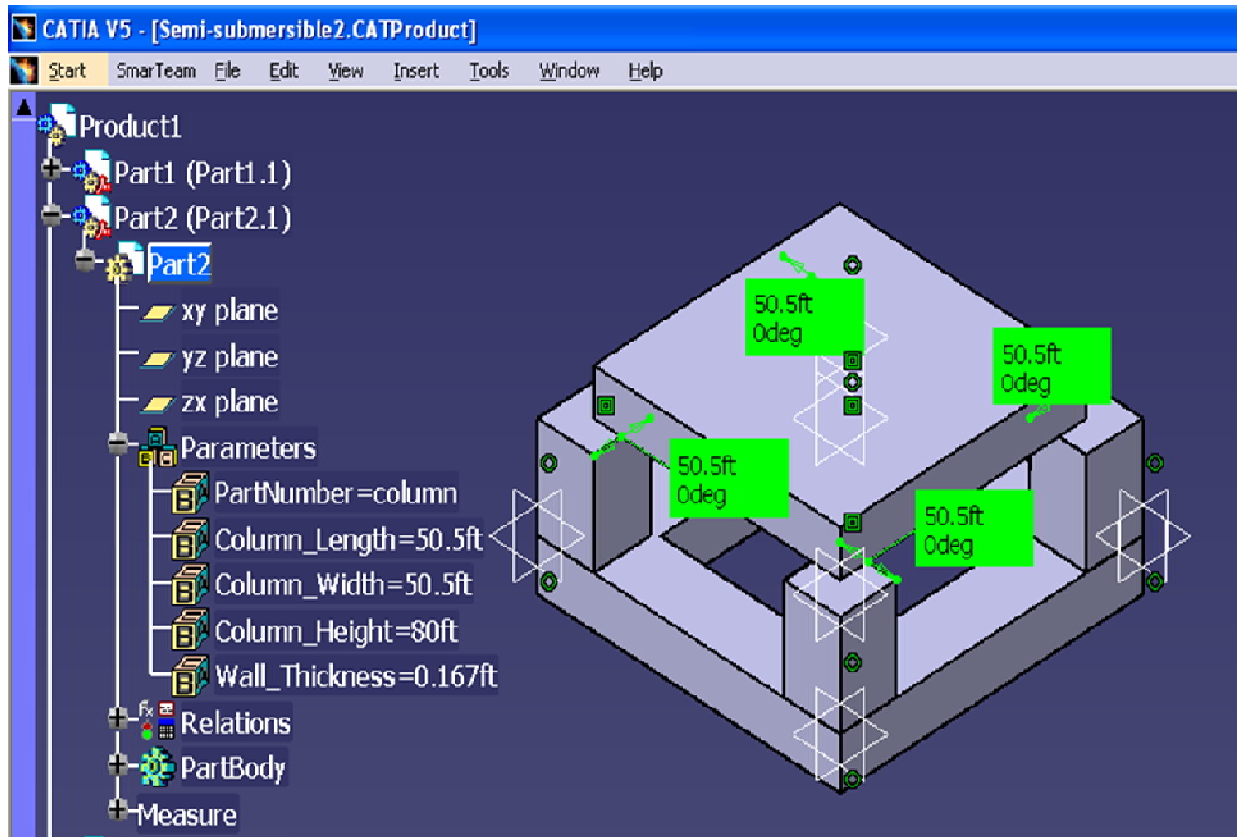 CATIA V5 - [Semi-submersible2.CATProduct]
Start SmarTeam File Edit View Insert Tools Window Help
Product1
Part1 (Part1.1)
Part2 (Part2.1)
Part2
xy plane
yz plane
zx plane
Parameters
PartNumber=column
Column_Length=50.5ft
Column_Width=50.5ft
Column_Height=80ft
Wall_Thickness=0.167ft
Relations
PartBody
Measure
50.5ft
0deg
50.5ft
0deg
50.5ft
0deg
50.5ft
0deg